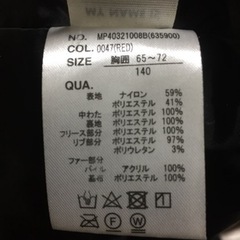 NO. MP40321008B(635900)
COL. 0047(RED)
SIZE 胸囲 65～72
140
QUA.
表地 ナイロン 59%
ポリエステル 41%
中わた ポリエステル 100%
裏地 ポリエステル 100%
フリース部分 ポリエステル 100%
リブ部分 ポリエステル 97%
ポリウレタン 3%
ファー部分
パイル アクリル 100%
基布 ポリエステル 100%